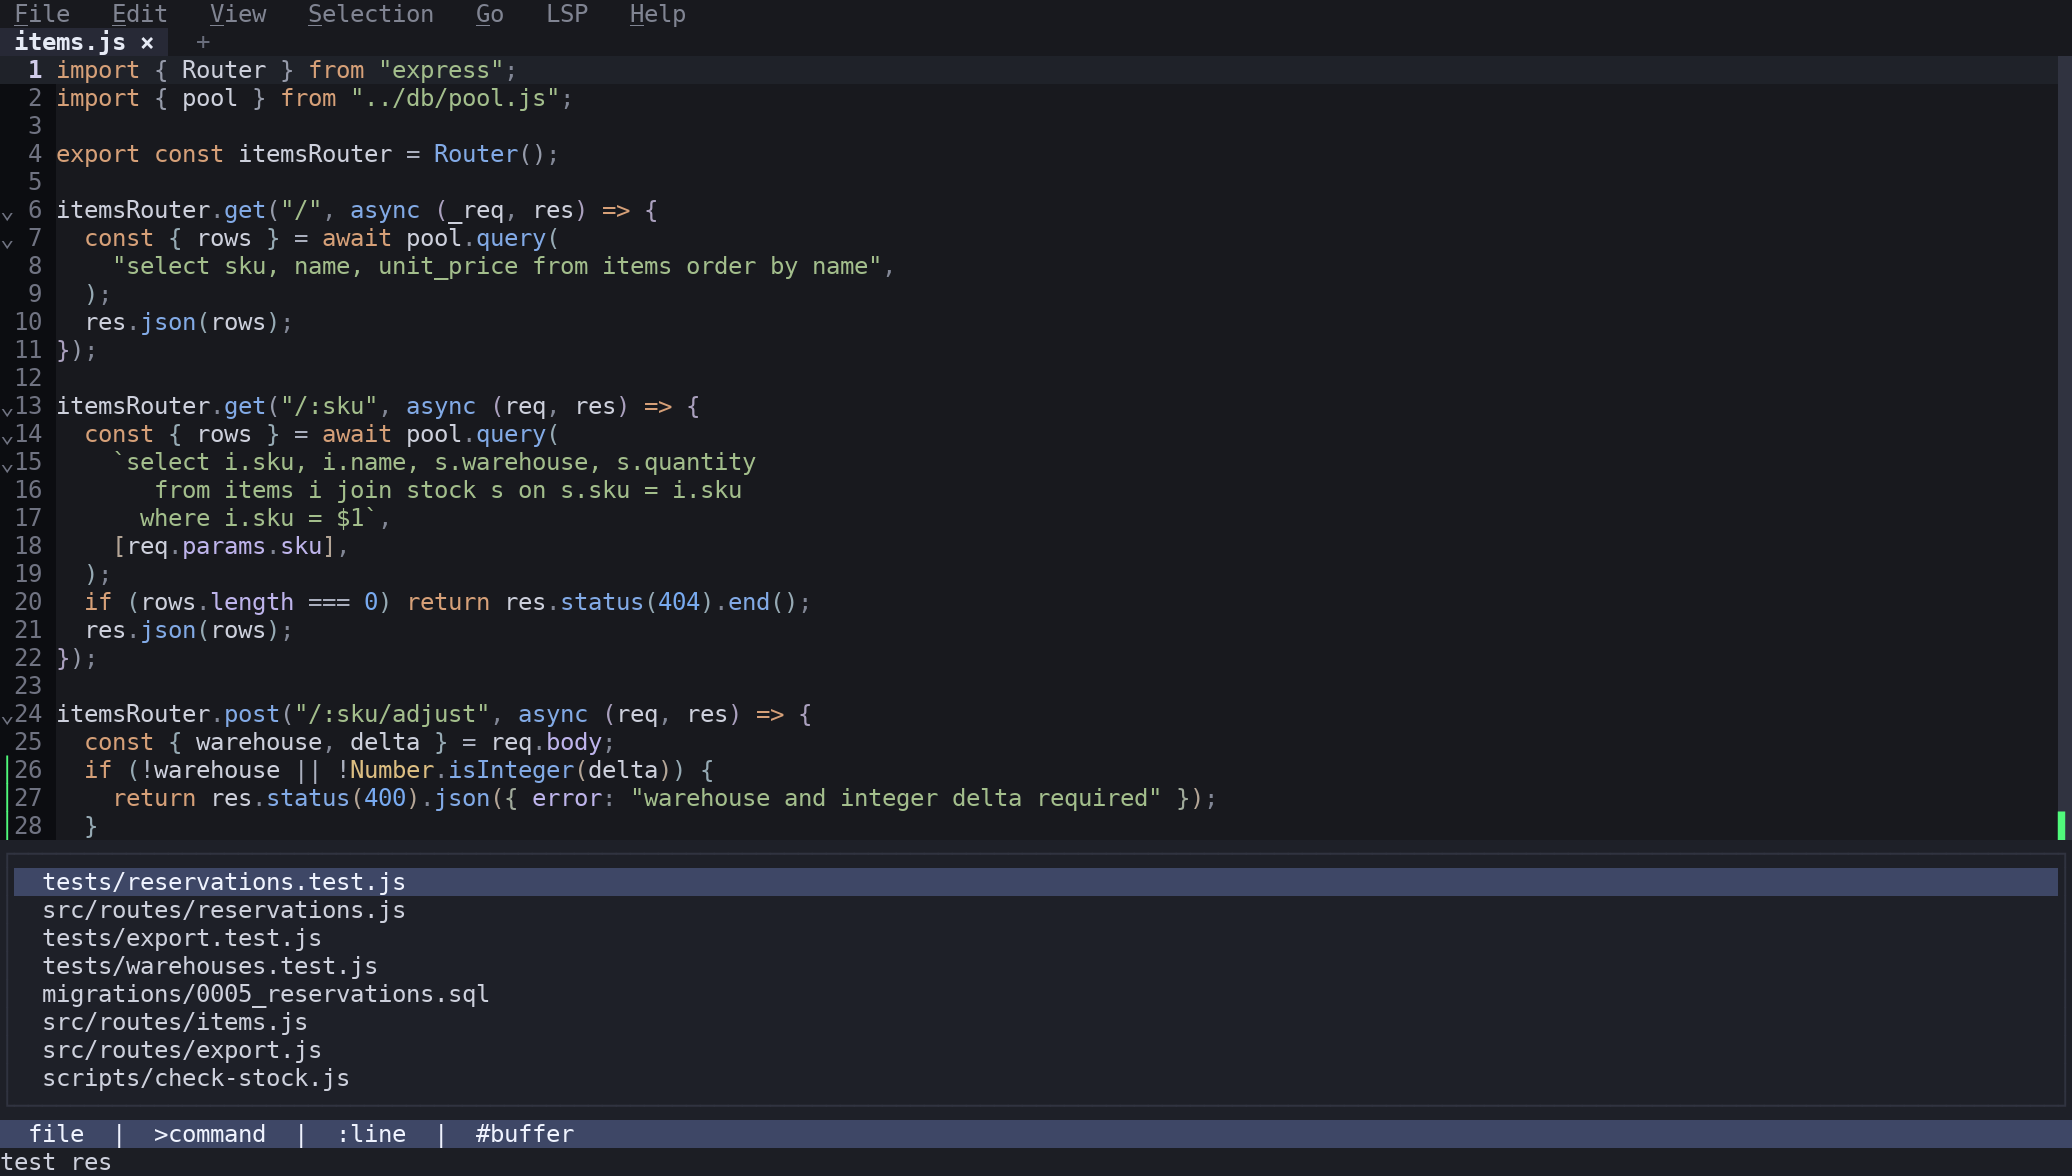 File   Edit   View   Selection   Go   LSP   Help
items.js ×   +
1 import { Router } from "express";
2 import { pool } from "../db/pool.js";
3
4 export const itemsRouter = Router();
5
6 itemsRouter.get("/", async (_req, res) => {
7   const { rows } = await pool.query(
8     "select sku, name, unit_price from items order by name",
9   );
10   res.json(rows);
11 });
12
13 itemsRouter.get("/:sku", async (req, res) => {
14   const { rows } = await pool.query(
15     `select i.sku, i.name, s.warehouse, s.quantity
16        from items i join stock s on s.sku = i.sku
17       where i.sku = $1`,
18     [req.params.sku],
19   );
20   if (rows.length === 0) return res.status(404).end();
21   res.json(rows);
22 });
23
24 itemsRouter.post("/:sku/adjust", async (req, res) => {
25   const { warehouse, delta } = req.body;
26   if (!warehouse || !Number.isInteger(delta)) {
27     return res.status(400).json({ error: "warehouse and integer delta required" });
28   }
tests/reservations.test.js
src/routes/reservations.js
tests/export.test.js
tests/warehouses.test.js
migrations/0005_reservations.sql
src/routes/items.js
src/routes/export.js
scripts/check-stock.js
file  |  >command  |  :line  |  #buffer
test res